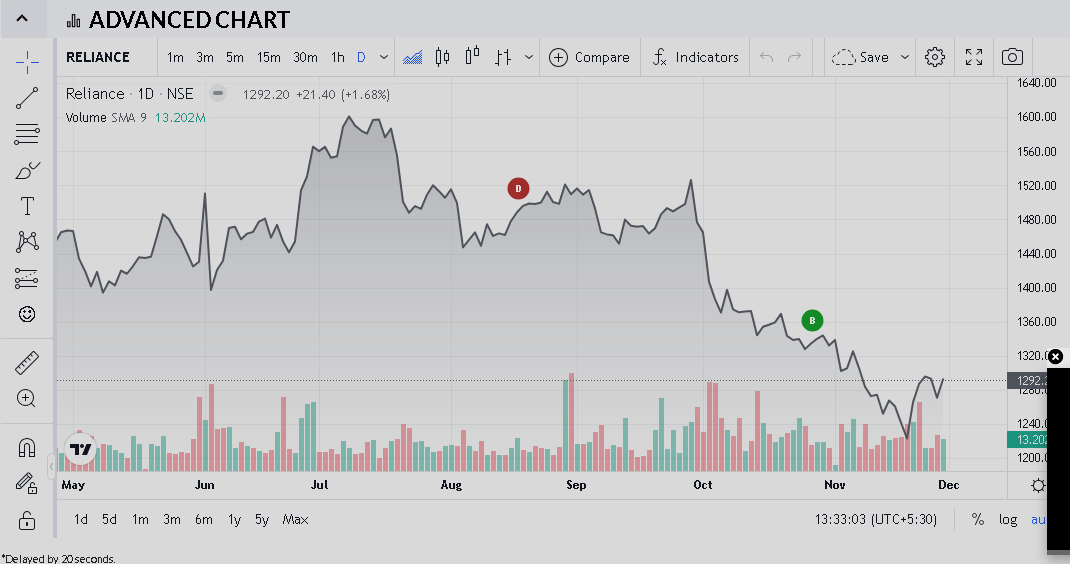 ADVANCED CHART
RELIANCE 1m 3m 5m 15m 30m 1h D Compare Indicators Save
Reliance · 1D · NSE 1292.20 +21.40 (+1.68%)
Volume SMA 9 13.202M
1640.00
1600.00
1560.00
1520.00
1480.00
1440.00
1400.00
1360.00
1320.0
1292.2
1240.
13.202
1200.
D
B
May Jun Jul Aug Sep Oct Nov Dec
1d 5d 1m 3m 6m 1y 5y Max 13:33:03 (UTC+5:30) % log au
*Delayed by 20 seconds.